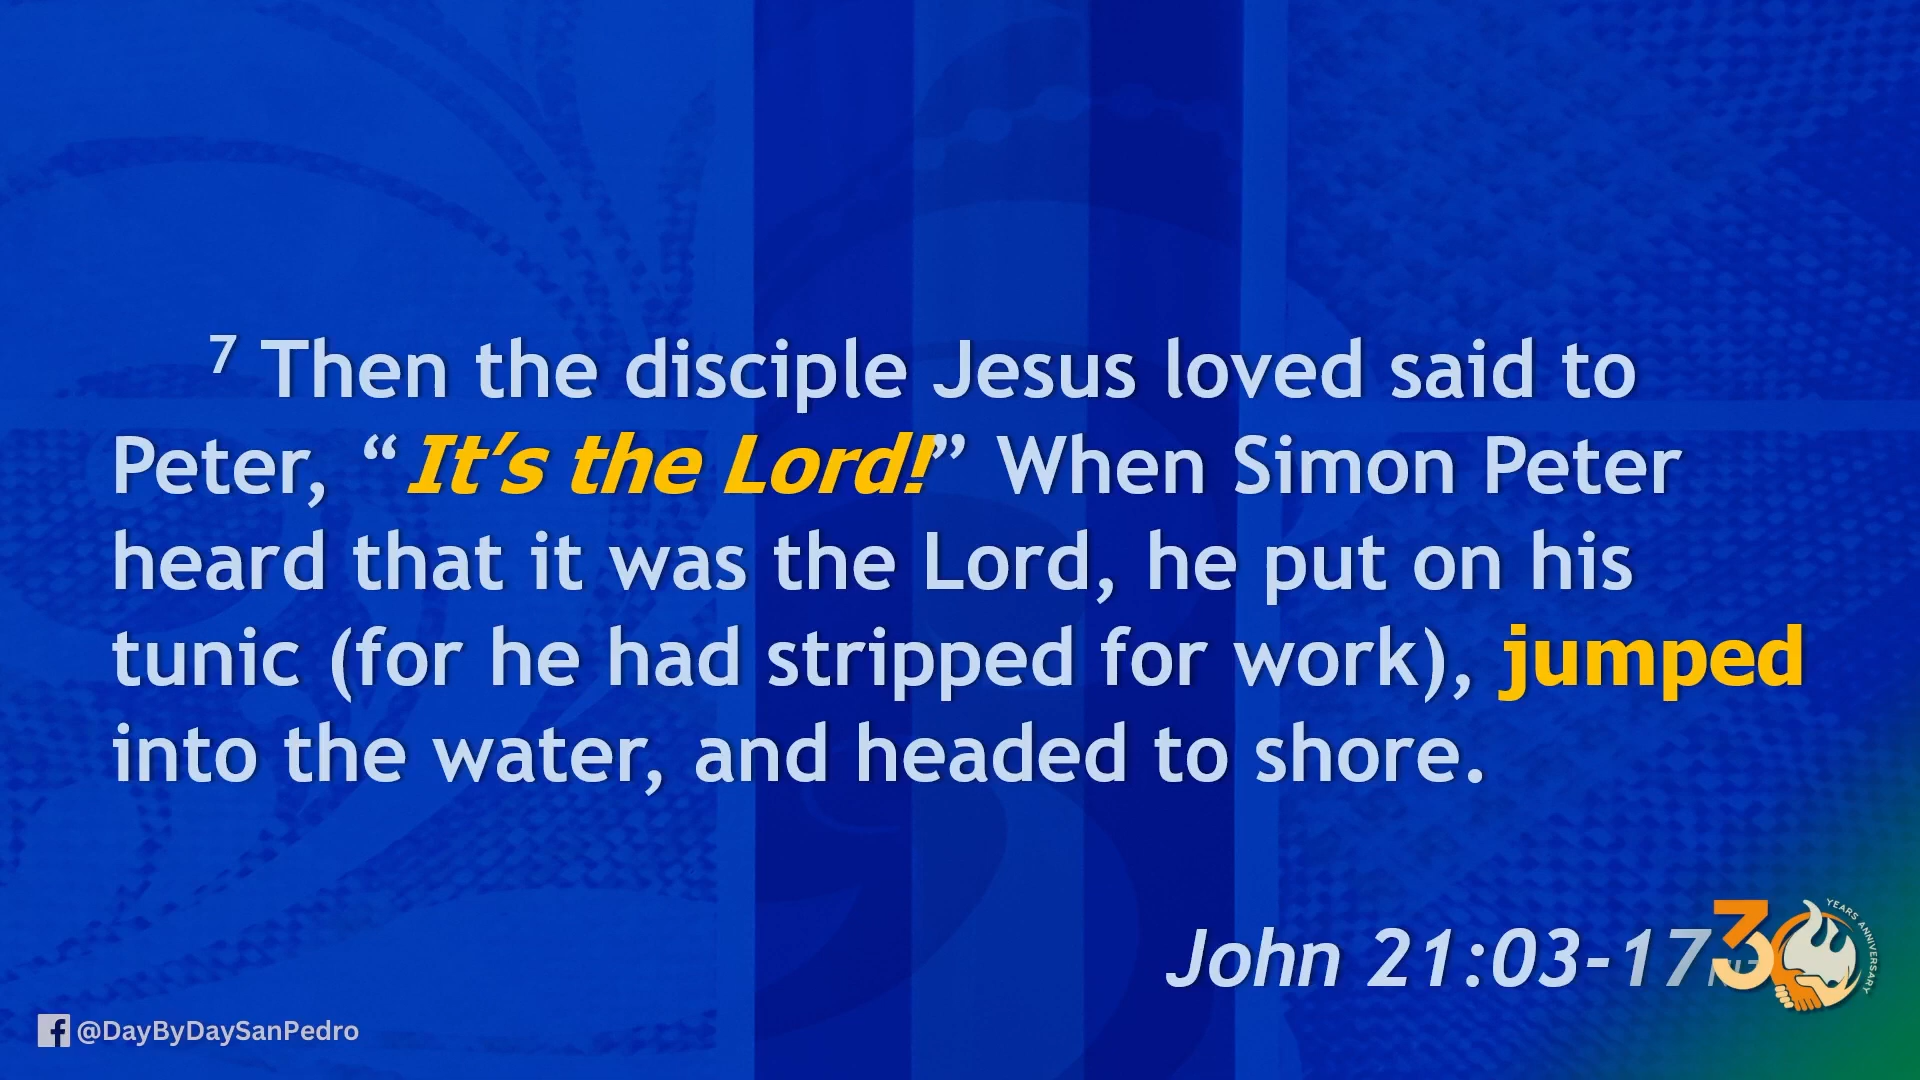 7 Then the disciple Jesus loved said to
Peter, “It’s the Lord!” When Simon Peter
heard that it was the Lord, he put on his
tunic (for he had stripped for work), jumped
into the water, and headed to shore.
John 21:03-17
30 YEARS ANNIVERSARY
@DayByDaySanPedro